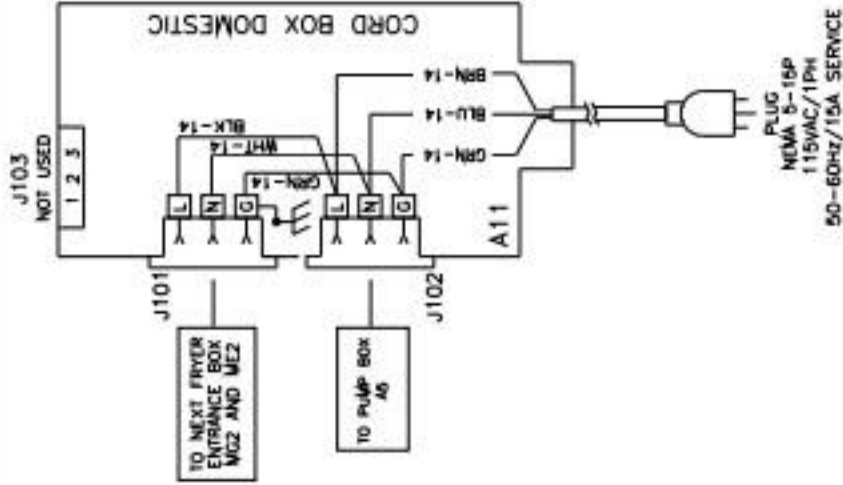 CORD BOX DOMESTIC
J103
NOT USED
1 2 3
BLK-14
WHT-14
GRN-14
L
N
G
L
N
G
BRN-14
BLU-14
GRN-14
A11
J101
J102
TO NEXT FRYER
ENTRANCE BOX
MG2 AND ME2
TO PUMP BOX
PLUG
NEMA 5-15P
115VAC/1PH
50-60Hz/15A SERVICE